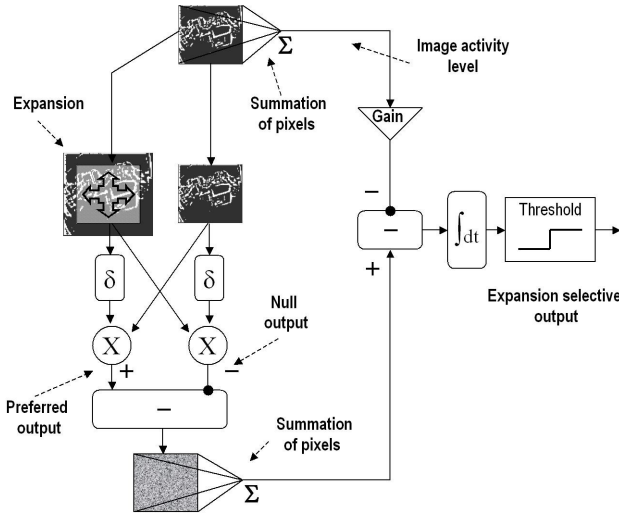 Σ
Image activity
level
Summation
of pixels
Expansion
Gain
−
−
+
∫dt
Threshold
Expansion selective
output
δ
δ
Null
output
X
X
+
−
Preferred
output
−
Summation
of pixels
Σ